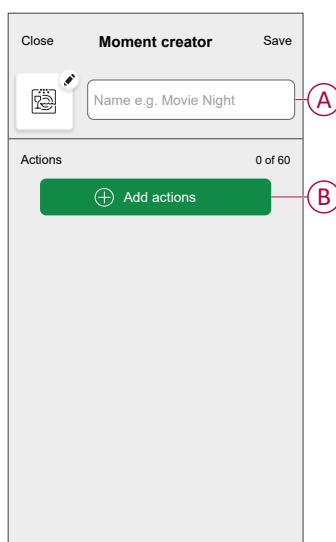 Close Moment creator Save
Name e.g. Movie Night A
Actions 0 of 60
Add actions B